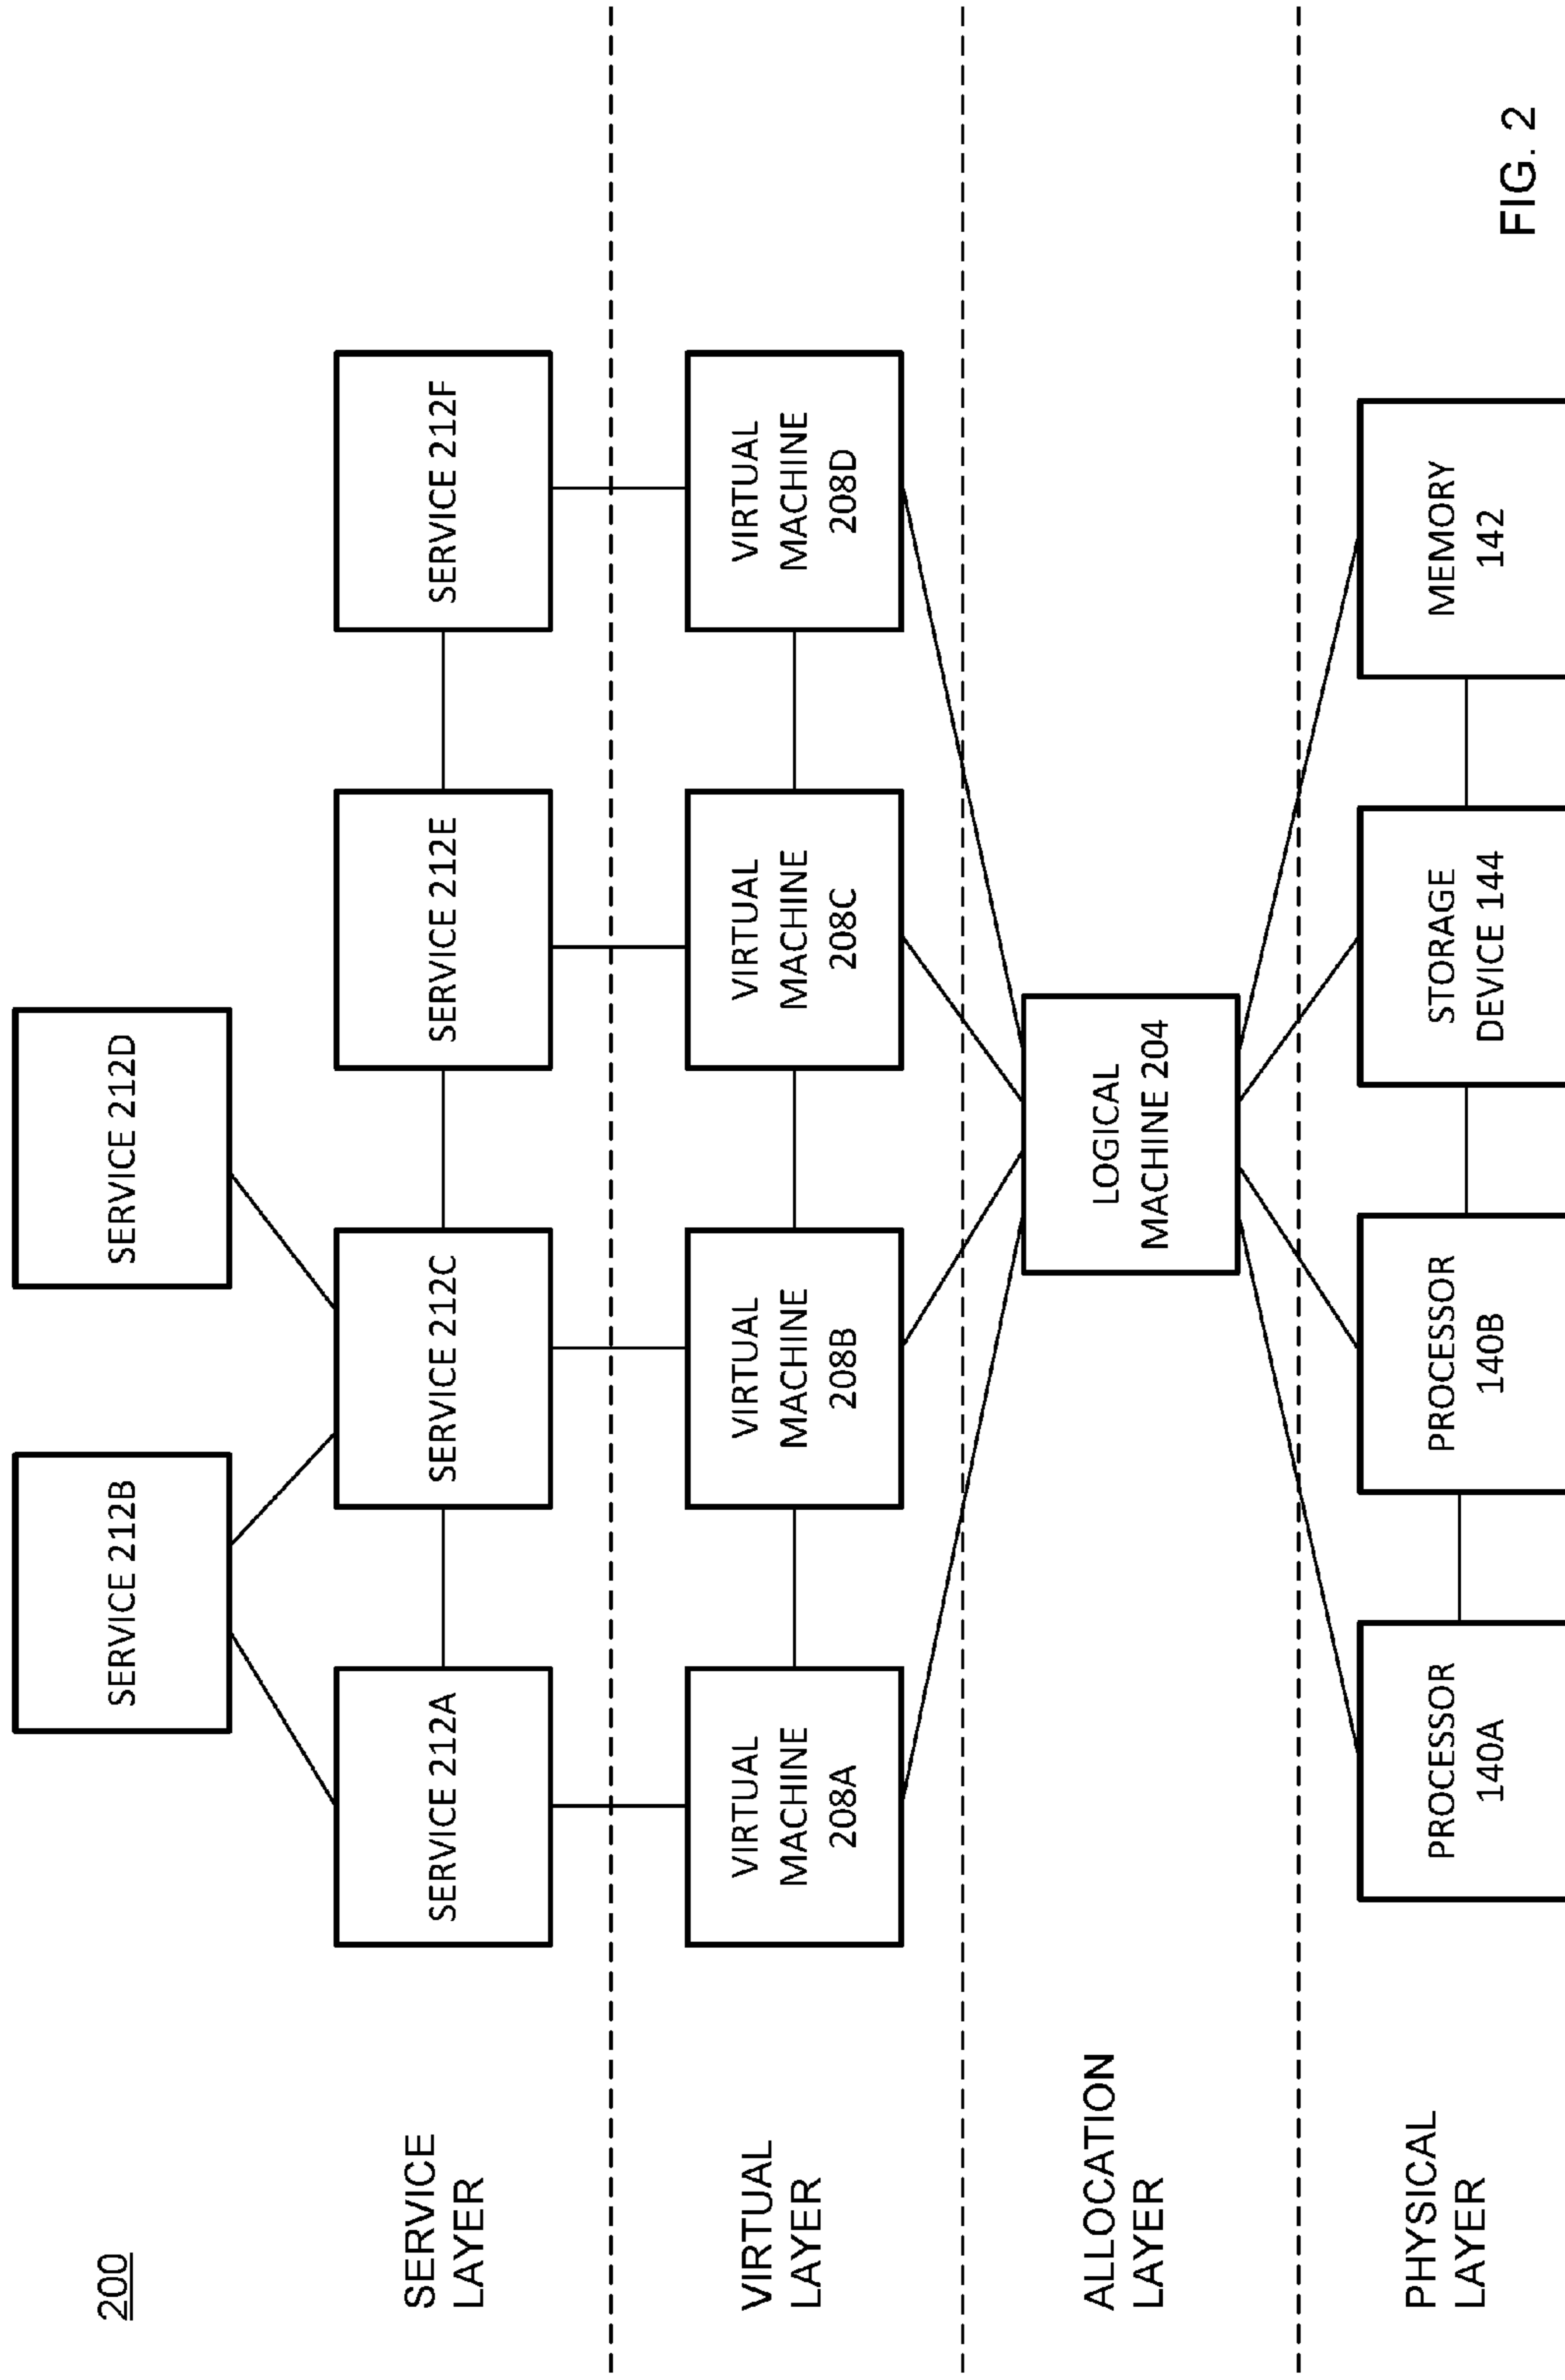 200
SERVICE 212B
SERVICE 212D
SERVICE
LAYER
SERVICE 212A
SERVICE 212C
SERVICE 212E
SERVICE 212F
VIRTUAL
LAYER
VIRTUAL
MACHINE
208A
VIRTUAL
MACHINE
208B
VIRTUAL
MACHINE
208C
VIRTUAL
MACHINE
208D
ALLOCATION
LAYER
LOGICAL
MACHINE 204
PHYSICAL
LAYER
PROCESSOR
140A
PROCESSOR
140B
STORAGE
DEVICE 144
MEMORY
142
FIG. 2